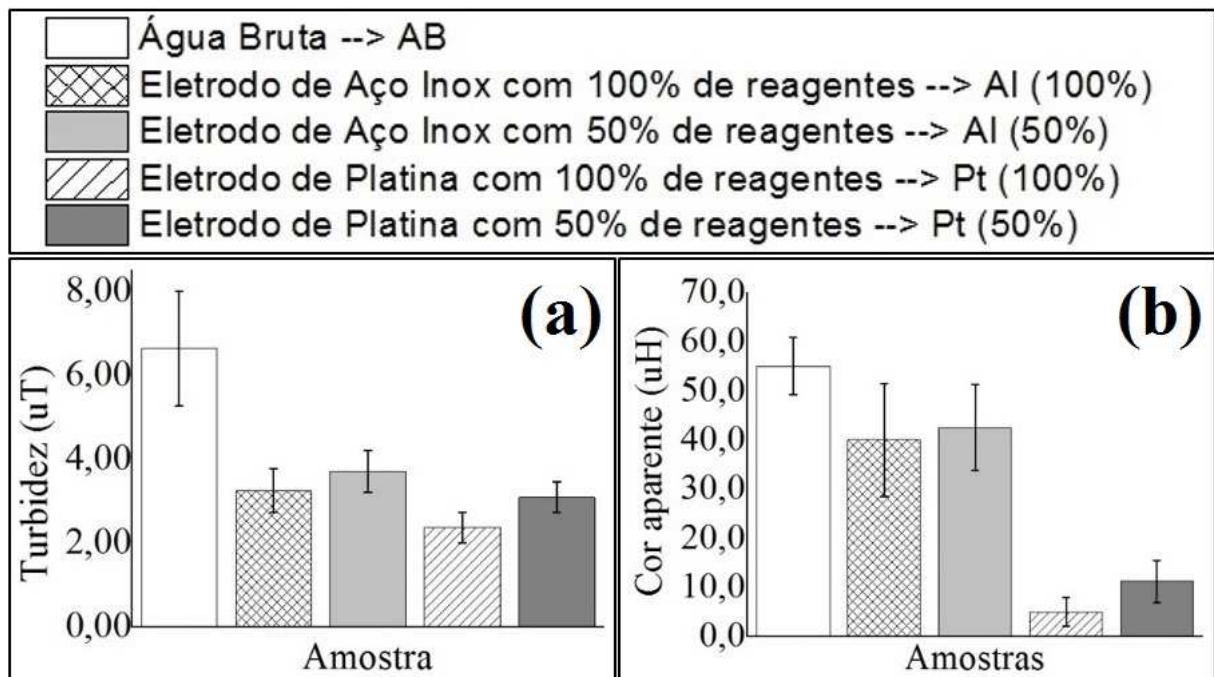 Água Bruta --> AB
Eletrodo de Aço Inox com 100% de reagentes --> AI (100%)
Eletrodo de Aço Inox com 50% de reagentes --> AI (50%)
Eletrodo de Platina com 100% de reagentes --> Pt (100%)
Eletrodo de Platina com 50% de reagentes --> Pt (50%)
(a)
Turbidez (uT)
8,00
6,00
4,00
2,00
0,00
Amostra
(b)
Cor aparente (uH)
70,0
60,0
50,0
40,0
30,0
20,0
10,0
0,0
Amostras